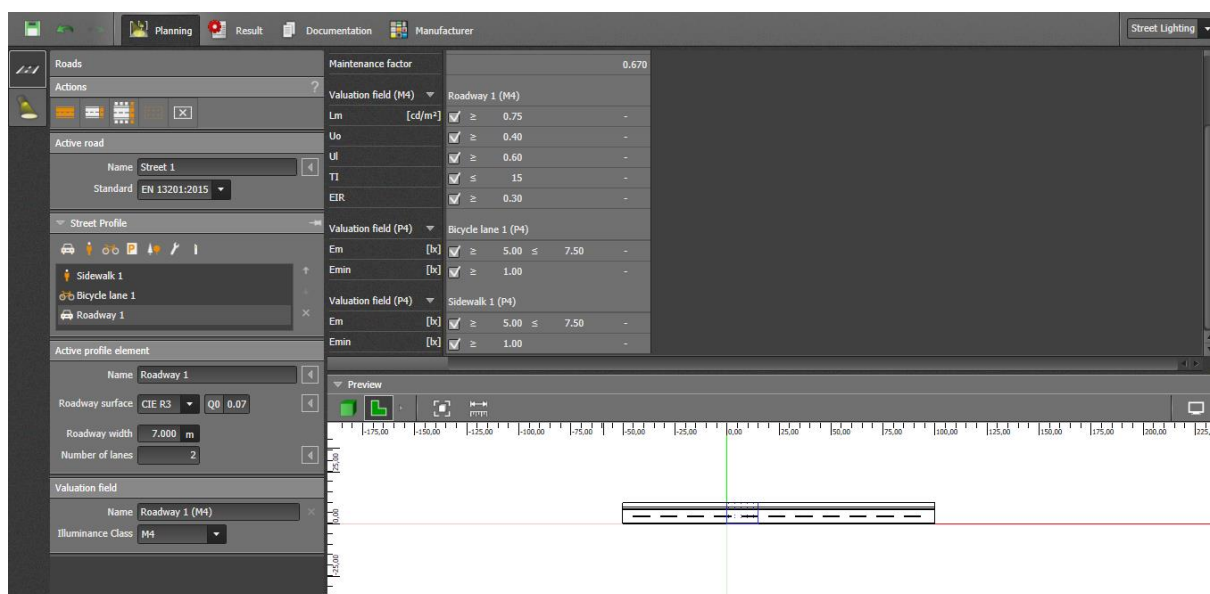 Planning Result Documentation Manufacturer Street Lighting
Roads
Actions ?
Active road
Name Street 1
Standard EN 13201:2015
Street Profile
P
Sidewalk 1
Bicycle lane 1
Roadway 1
Active profile element
Name Roadway 1
Roadway surface CIE R3 Q0 0.07
Roadway width 7.000 m
Number of lanes 2
Valuation field
Name Roadway 1 (M4)
Illuminance Class M4
Maintenance factor 0.670
Valuation field (M4) Roadway 1 (M4)
Lm [cd/m²] ≥ 0.75 -
Uo ≥ 0.40 -
Ul ≥ 0.60 -
TI ≤ 15 -
EIR ≥ 0.30 -
Valuation field (P4) Bicycle lane 1 (P4)
Em [lx] ≥ 5.00 ≤ 7.50 -
Emin [lx] ≥ 1.00 -
Valuation field (P4) Sidewalk 1 (P4)
Em [lx] ≥ 5.00 ≤ 7.50 -
Emin [lx] ≥ 1.00 -
Preview
-175,00 -150,00 -125,00 -100,00 -75,00 -50,00 -25,00 0,00 25,00 50,00 75,00 100,00 125,00 150,00 175,00 200,00 225,
25,00
0,00
-25,00